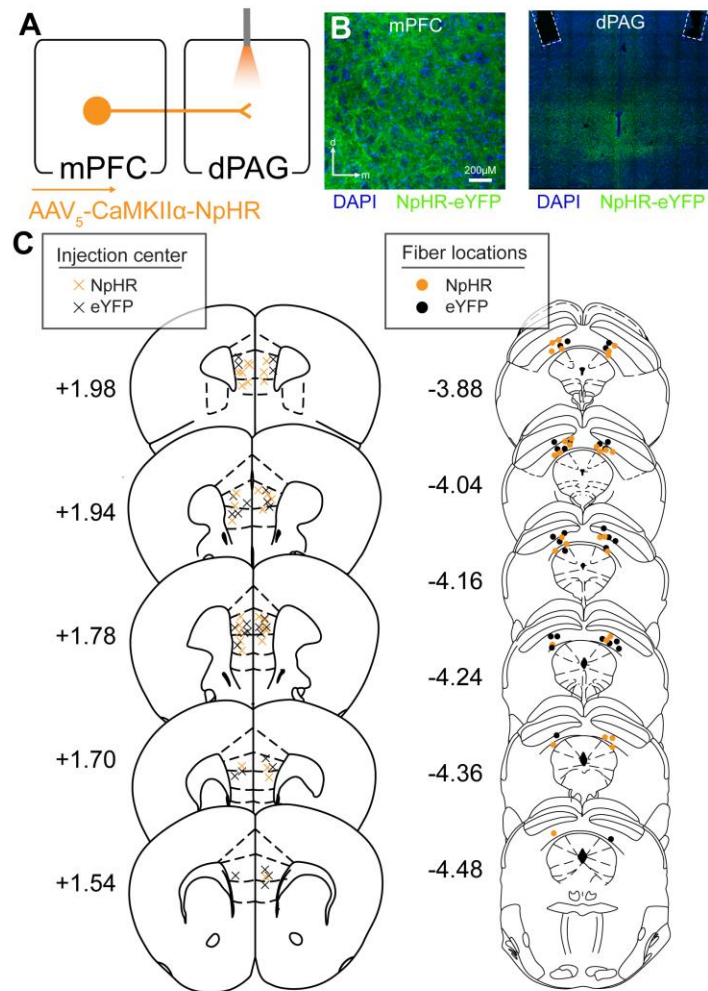 A
mPFC
dPAG
AAV5-CaMKIIα-NpHR
B
mPFC
d
m
200µM
DAPI NpHR-eYFP
dPAG
DAPI NpHR-eYFP
C
Injection center
× NpHR
× eYFP
+1.98
+1.94
+1.78
+1.70
+1.54
Fiber locations
NpHR
eYFP
-3.88
-4.04
-4.16
-4.24
-4.36
-4.48